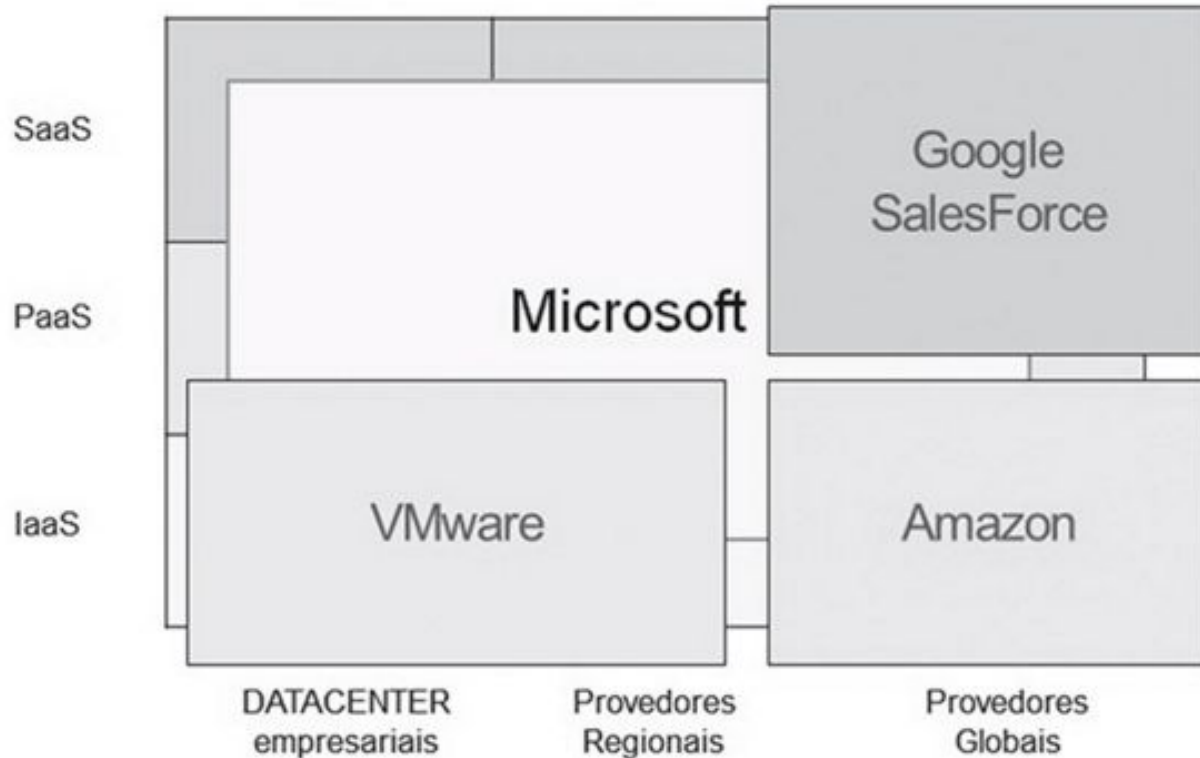 SaaS
Google
SalesForce
PaaS
Microsoft
IaaS
VMware
Amazon
DATACENTER
empresariais
Provedores
Regionais
Provedores
Globais